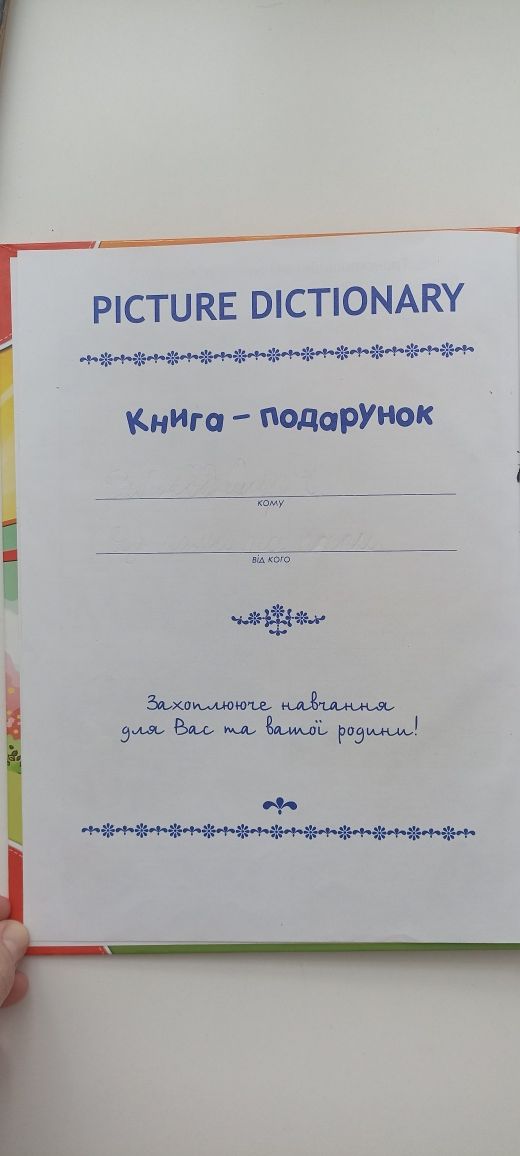 PICTURE DICTIONARY
Книга – подарунок
кому
від кого
Захоплююче навчання
для Вас та вашої родини!